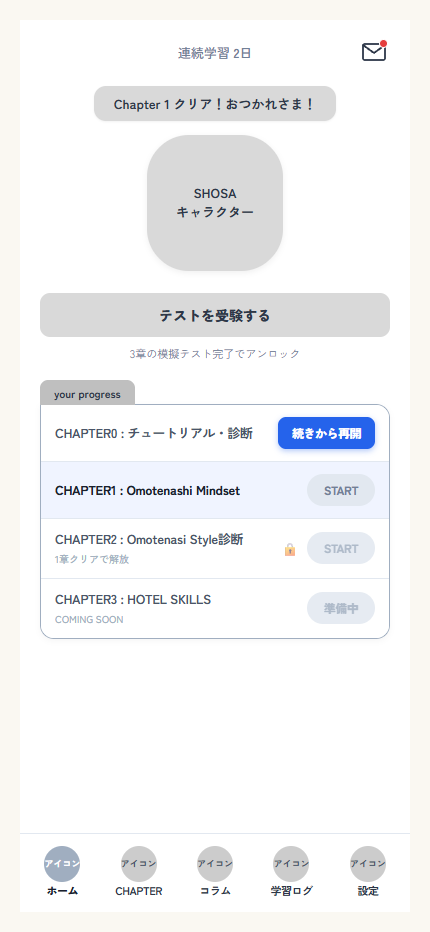 連続学習 2日
Chapter 1 クリア！おつかれさま！
SHOSA
キャラクター
テストを受験する
3章の模擬テスト完了でアンロック
your progress
CHAPTER0 : チュートリアル・診断
続きから再開
CHAPTER1 : Omotenashi Mindset
START
CHAPTER2 : Omotenasi Style診断
1章クリアで解放
START
CHAPTER3 : HOTEL SKILLS
COMING SOON
準備中
アイコン アイコン アイコン アイコン アイコン
ホーム CHAPTER コラム 学習ログ 設定